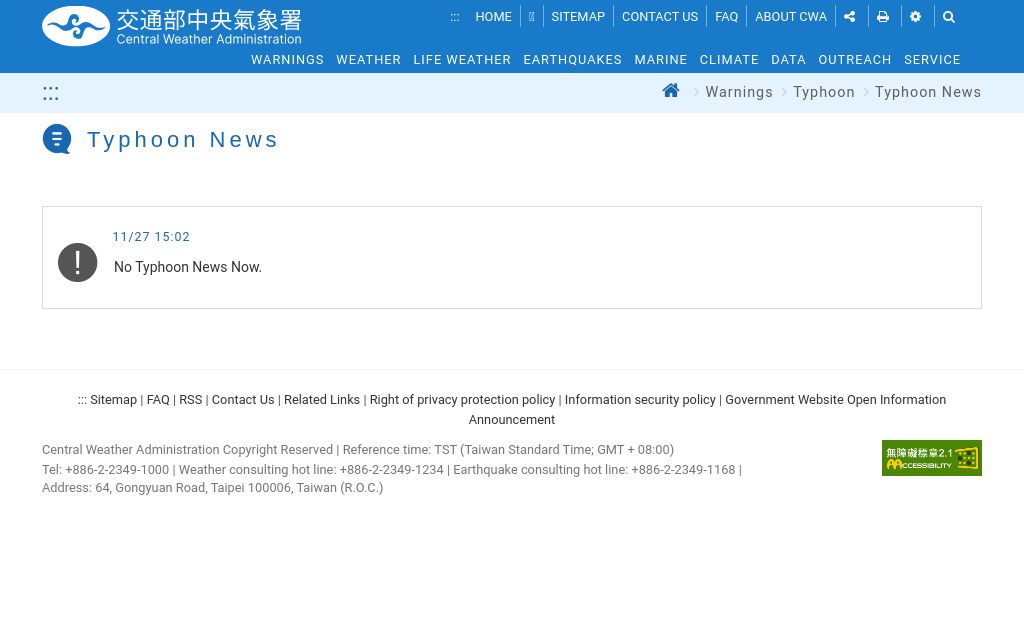 交通部中央氣象署
Central Weather Administration
::: HOME SITEMAP CONTACT US FAQ ABOUT CWA
WARNINGS WEATHER LIFE WEATHER EARTHQUAKES MARINE CLIMATE DATA OUTREACH SERVICE
::: Warnings Typhoon Typhoon News
Typhoon News
11/27 15:02
No Typhoon News Now.
::: Sitemap | FAQ | RSS | Contact Us | Related Links | Right of privacy protection policy | Information security policy | Government Website Open Information
Announcement
Central Weather Administration Copyright Reserved | Reference time: TST (Taiwan Standard Time; GMT + 08:00)
Tel: +886-2-2349-1000 | Weather consulting hot line: +886-2-2349-1234 | Earthquake consulting hot line: +886-2-2349-1168 |
Address: 64, Gongyuan Road, Taipei 100006, Taiwan (R.O.C.)
無障礙標章2.1
AACCESSIBILITY